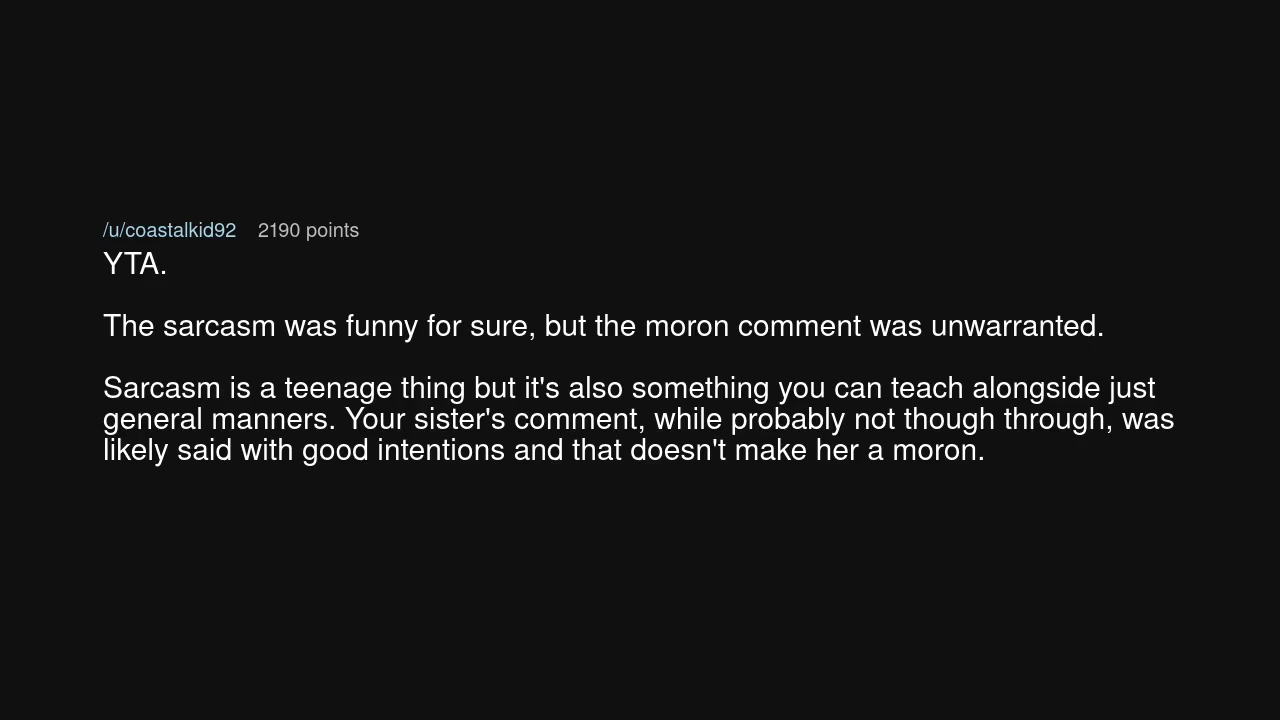 /u/coastalkid92 2190 points
YTA.
The sarcasm was funny for sure, but the moron comment was unwarranted.
Sarcasm is a teenage thing but it's also something you can teach alongside just
general manners. Your sister's comment, while probably not though through, was
likely said with good intentions and that doesn't make her a moron.